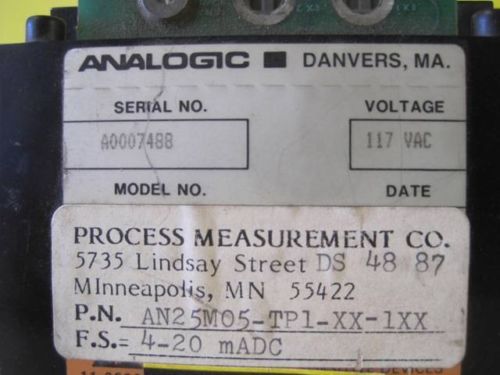 ANALOGIC ■ DANVERS, MA.
SERIAL NO. VOLTAGE
A0007488 117 VAC
MODEL NO. DATE
PROCESS MEASUREMENT CO.
5735 Lindsay Street DS 48 87
MInneapolis, MN 55422
P.N. AN25M05-TP1-XX-1XX
F.S.= 4-20 mADC
DEVICES